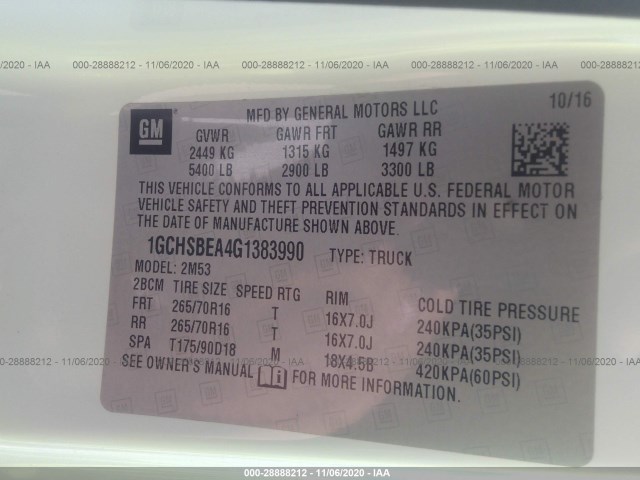 000-28888212 - 11/06/2020 - IAA
MFD BY GENERAL MOTORS LLC 10/16
GM
GVWR GAWR FRT GAWR RR
2449 KG 1315 KG 1497 KG
5400 LB 2900 LB 3300 LB
THIS VEHICLE CONFORMS TO ALL APPLICABLE U.S. FEDERAL MOTOR
VEHICLE SAFETY AND THEFT PREVENTION STANDARDS IN EFFECT ON
THE DATE OF MANUFACTURE SHOWN ABOVE.
1GCHSBEA4G1383990 TYPE: TRUCK
MODEL: 2M53
2BCM TIRE SIZE SPEED RTG RIM COLD TIRE PRESSURE
FRT 265/70R16 T 16X7.0J 240KPA(35PSI)
RR 265/70R16 T 16X7.0J 240KPA(35PSI)
SPA T175/90D18 M 18X4.5B 420KPA(60PSI)
SEE OWNER'S MANUAL FOR MORE INFORMATION.
000-28888212 - 11/06/2020 - IAA